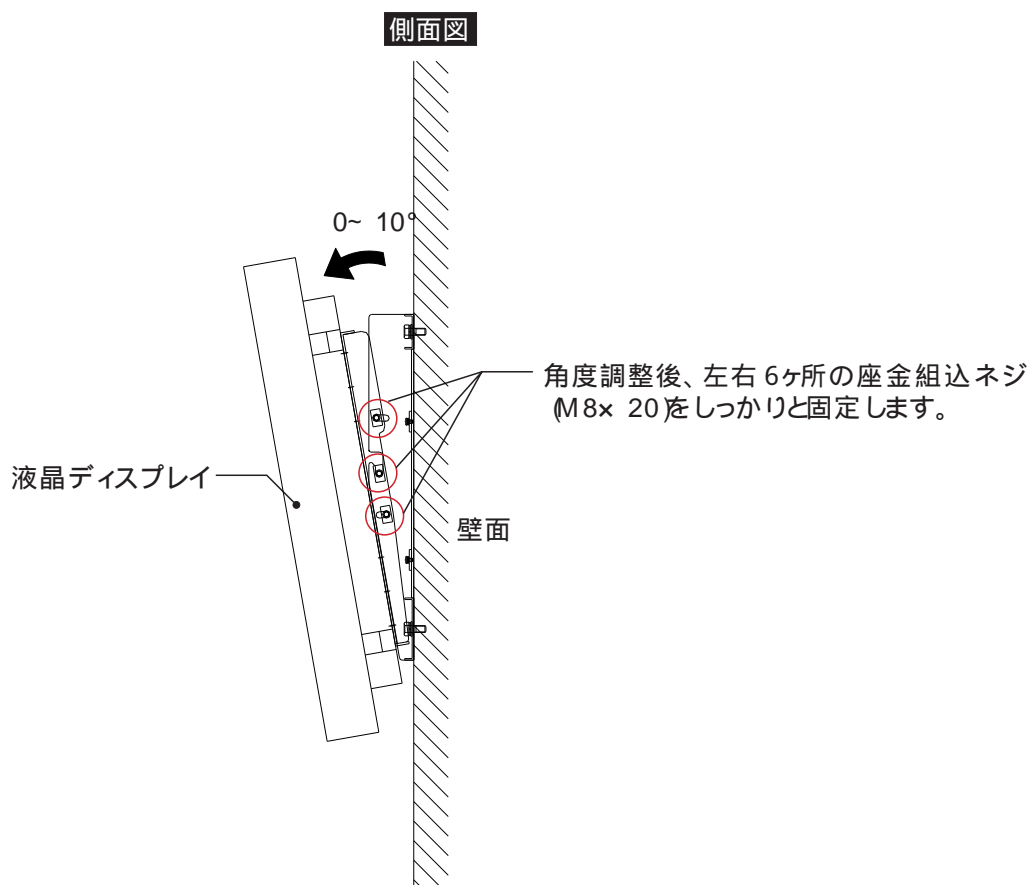 側面図
0~ 10°
角度調整後、左右6ヶ所の座金組込ネジ
(M8× 20)をしっかりと固定します。
液晶ディスプレイ
壁面